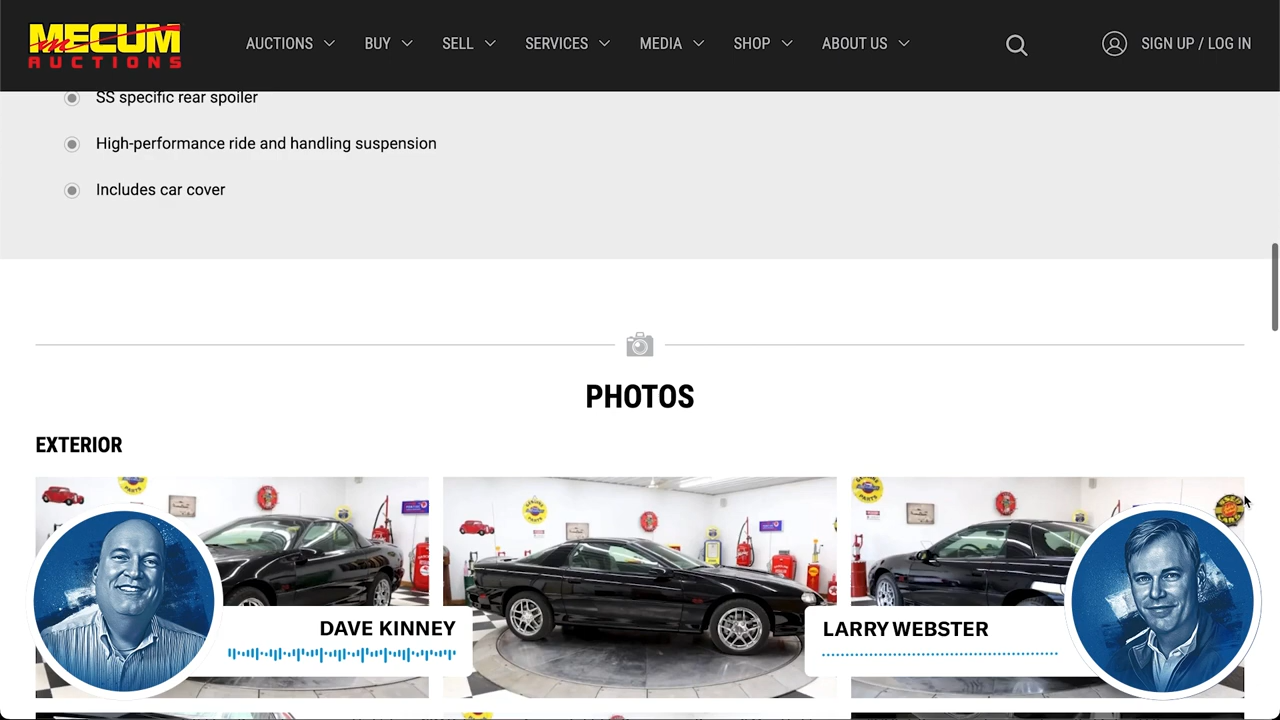 MECUM
AUCTIONS
AUCTIONS BUY SELL SERVICES MEDIA SHOP ABOUT US SIGN UP / LOG IN
SS specific rear spoiler
High-performance ride and handling suspension
Includes car cover
PHOTOS
EXTERIOR
DAVE KINNEY
LARRY WEBSTER